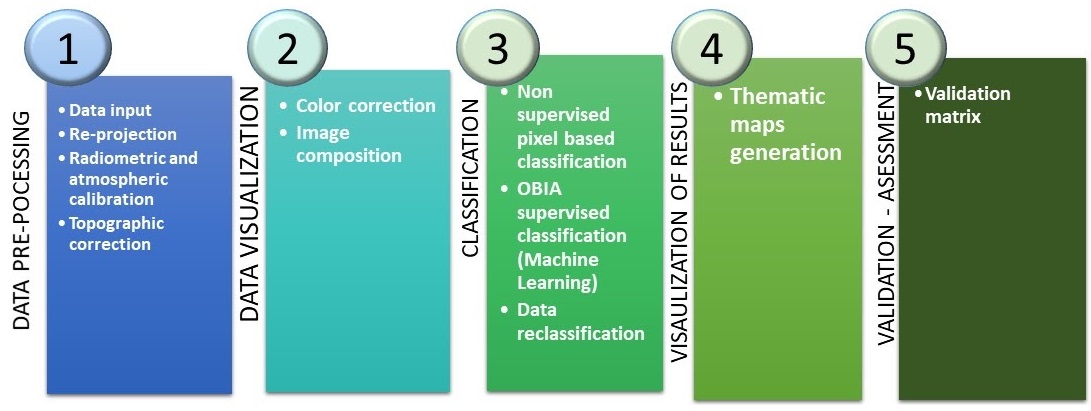 1
DATA PRE-POCESSING
• Data input
• Re-projection
• Radiometric and
atmospheric
calibration
• Topographic
correction
2
DATA VISUALIZATION
• Color correction
• Image
composition
3
CLASSIFICATION
• Non
supervised
pixel based
classification
• OBIA
supervised
classification
(Machine
Learning)
• Data
reclassification
4
VISAULIZATION OF RESULTS
• Thematic
maps
generation
5
VALIDATION - ASESSMENT
• Validation
matrix